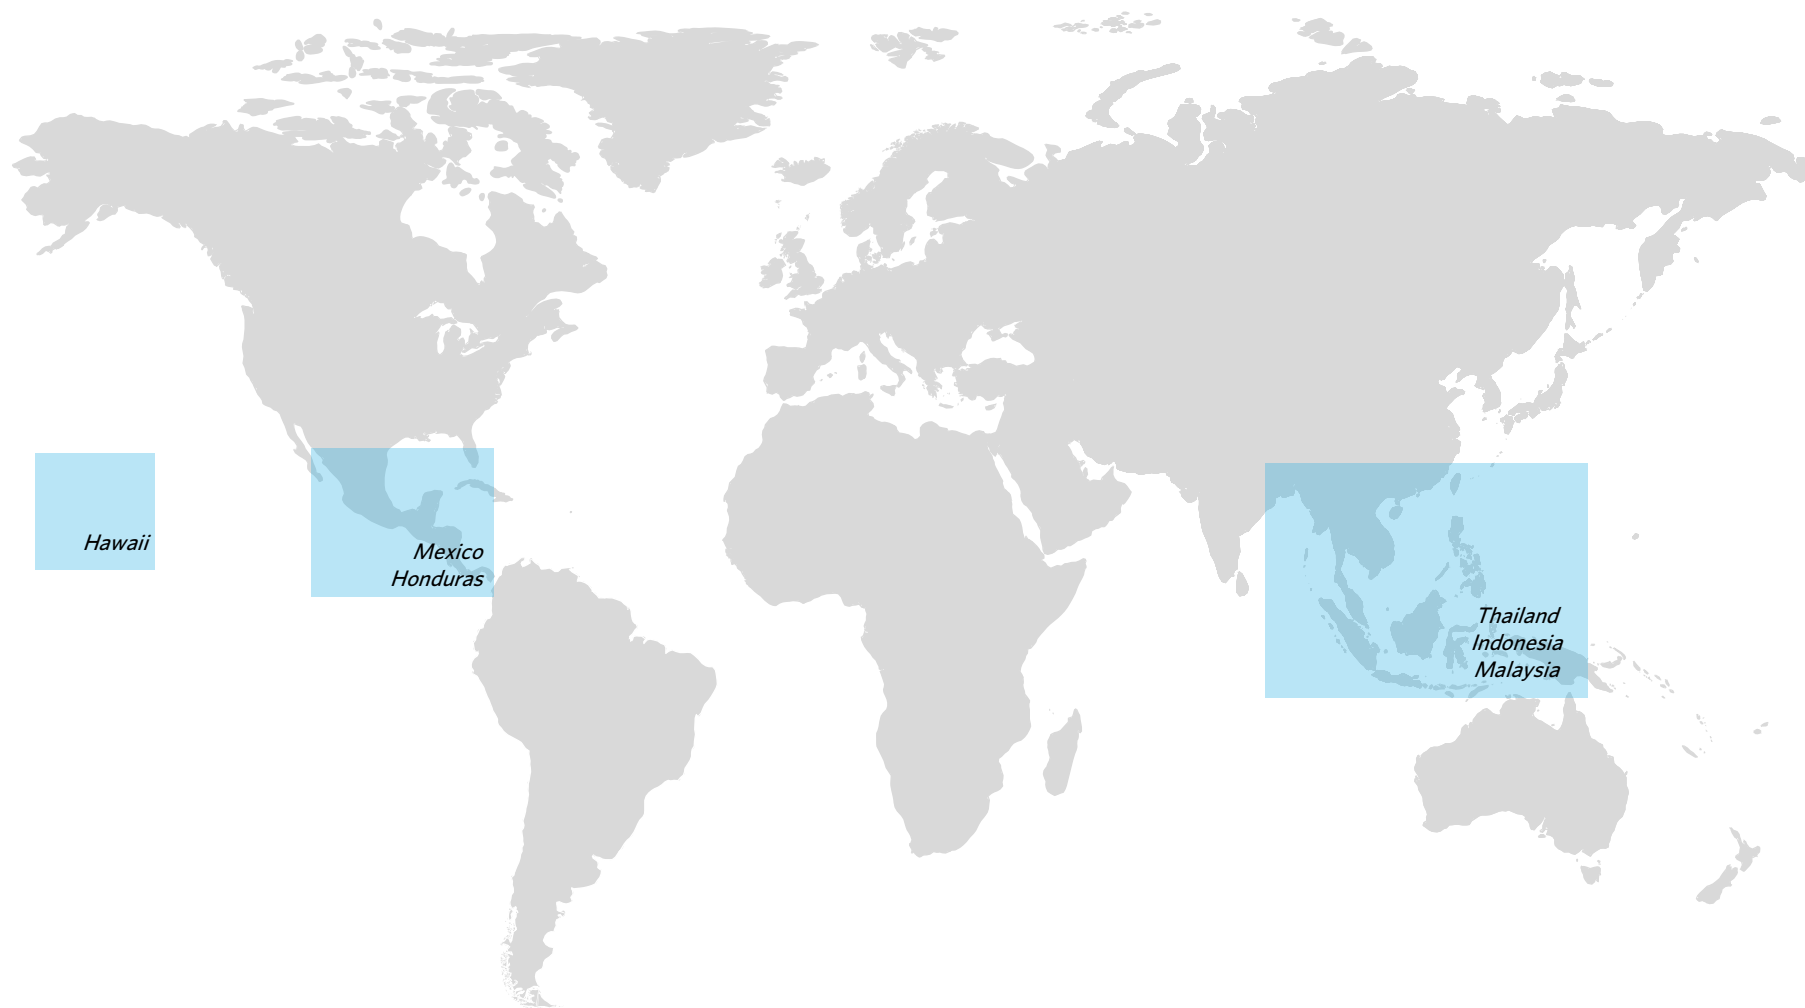 Hawaii
Mexico
Honduras
Thailand
Indonesia
Malaysia